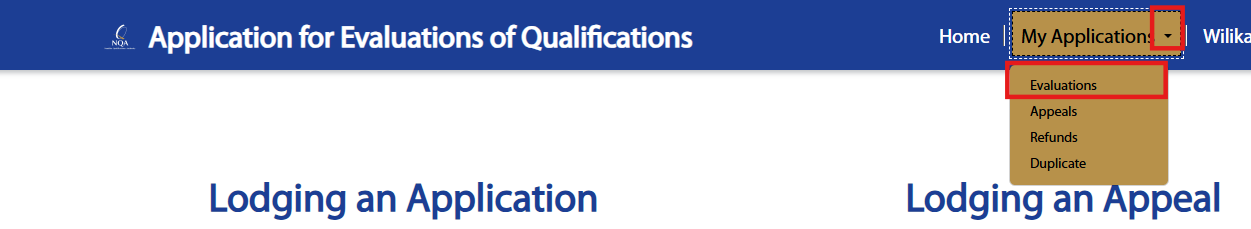 NQA
Application for Evaluations of Qualifications
Home
My Applications
Wilika
Evaluations
Appeals
Refunds
Duplicate
Lodging an Application
Lodging an Appeal